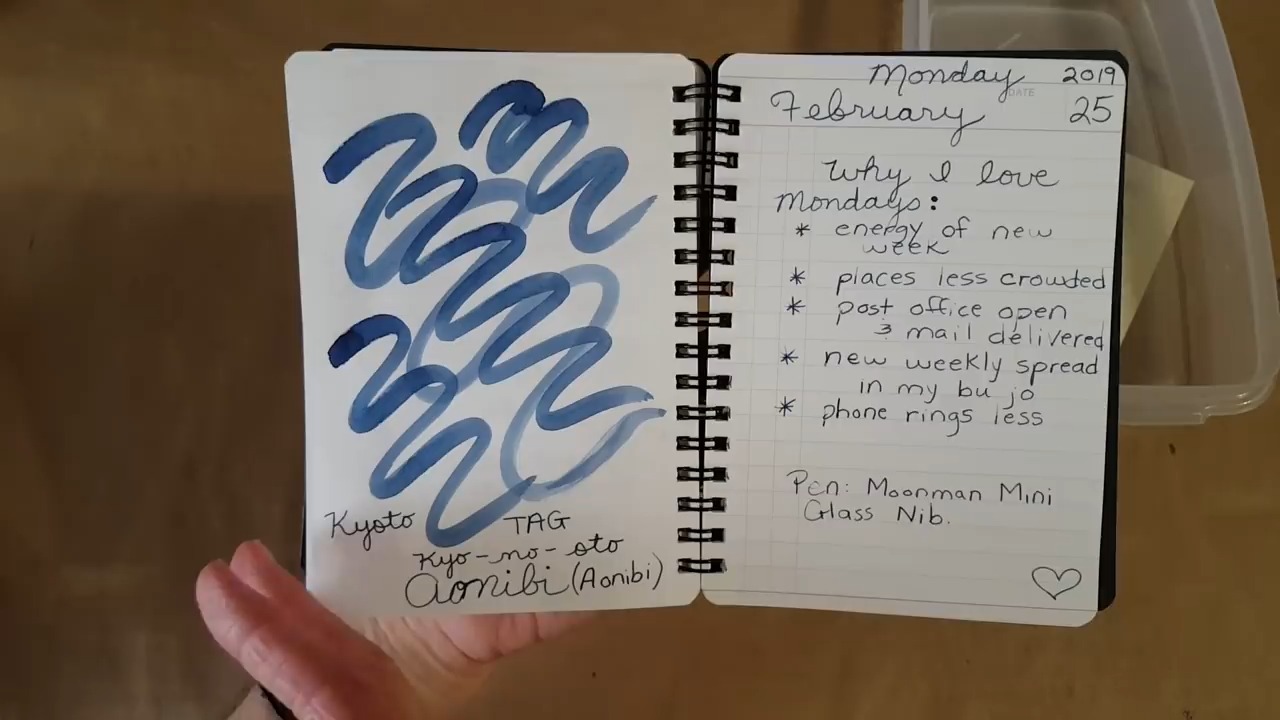 Kyoto TAG
Kyo-no-oto
Aonibi (Aonibi)
Monday 2019
DATE
February 25
Why I love
Mondays:
* energy of new
week
* places less crowded
* post office open
& mail delivered
* new weekly spread
in my bu jo
* phone rings less
Pen: Moonman Mini
Glass Nib.